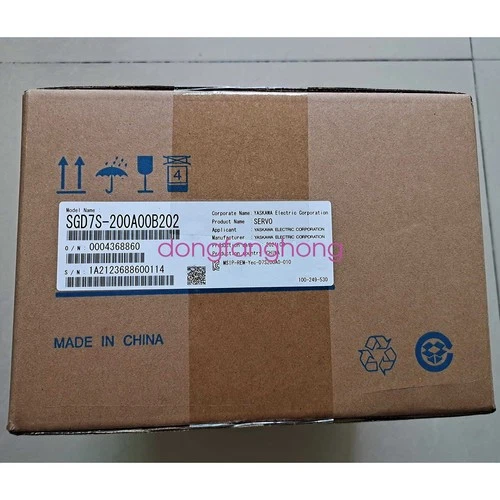 4
Model Name
SGD7S-200A00B202
O/N 0004368860
S/N 1A2123688600114
Corporate Name YASKAWA Electric Corporation
Product Name SERVO
Applicant YASKAWA ELECTRIC CORPORATION
Manufacturer YASKAWA ELECTRIC CORPORATION
dongfanghong
100-249-530
MADE IN CHINA